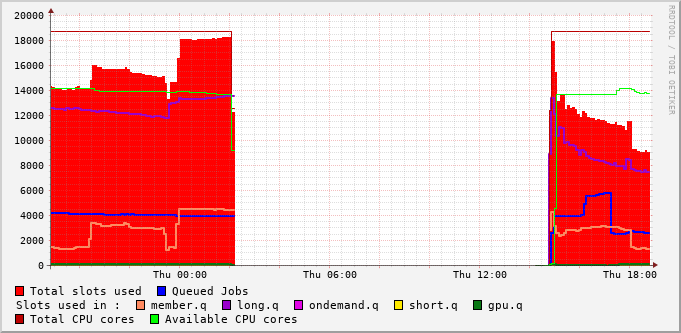 20000
18000
16000
14000
12000
10000
8000
6000
4000
2000
0
Thu 00:00 Thu 06:00 Thu 12:00 Thu 18:00
RRDTOOL / TOBI OETIKER
Total slots used Queued Jobs
Slots used in : member.q long.q ondemand.q short.q gpu.q
Total CPU cores Available CPU cores